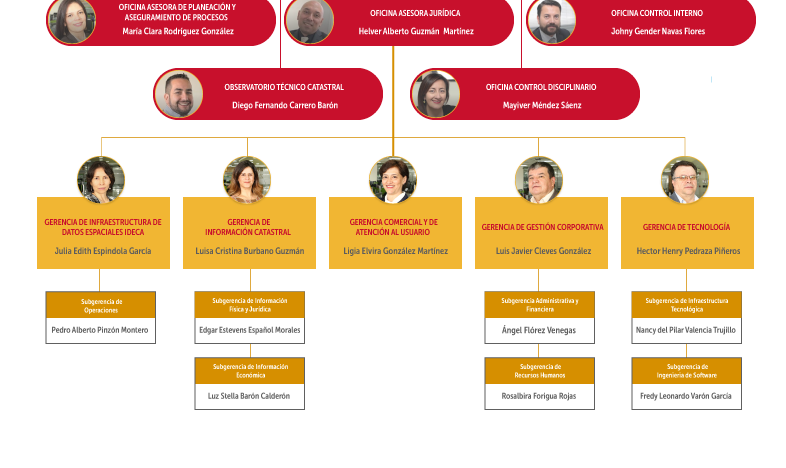 OFICINA ASESORA DE PLANEACIÓN Y
ASEGURAMIENTO DE PROCESOS
María Clara Rodríguez González
OFICINA ASESORA JURÍDICA
Helver Alberto Guzmán Martínez
OFICINA CONTROL INTERNO
Johny Gender Navas Flores
OBSERVATORIO TÉCNICO CATASTRAL
Diego Fernando Carrero Barón
OFICINA CONTROL DISCIPLINARIO
Mayiver Méndez Sáenz
GERENCIA DE INFRAESTRUCTURA DE
DATOS ESPACIALES IDECA
Julia Edith Espindola García
GERENCIA DE
INFORMACIÓN CATASTRAL
Luisa Cristina Burbano Guzmán
GERENCIA COMERCIAL Y DE
ATENCIÓN AL USUARIO
Ligia Elvira González Martínez
GERENCIA DE GESTIÓN CORPORATIVA
Luis Javier Cleves González
GERENCIA DE TECNOLOGÍA
Hector Henry Pedraza Piñeros
Subgerencia de
Operaciones
Pedro Alberto Pinzón Montero
Subgerencia de Información
Física y Jurídica
Edgar Estevens Español Morales
Subgerencia Administrativa y
Financiera
Ángel Flórez Venegas
Subgerencia de Infraestructura
Tecnológica
Nancy del Pilar Valencia Trujillo
Subgerencia de Información
Económica
Luz Stella Barón Calderón
Subgerencia de
Recursos Humanos
Rosalbira Forigua Rojas
Subgerencia de
Ingeniería de Software
Fredy Leonardo Varón García